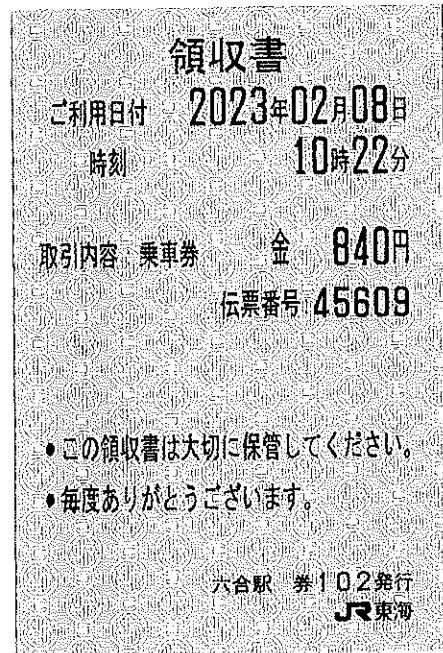 領収書
ご利用日付 2023年02月08日
時刻 10時22分
取引内容 乗車券 金 840円
伝票番号 45609
•この領収書は大切に保管してください。
•毎度ありがとうございます。
六合駅 券102発行
JR東海